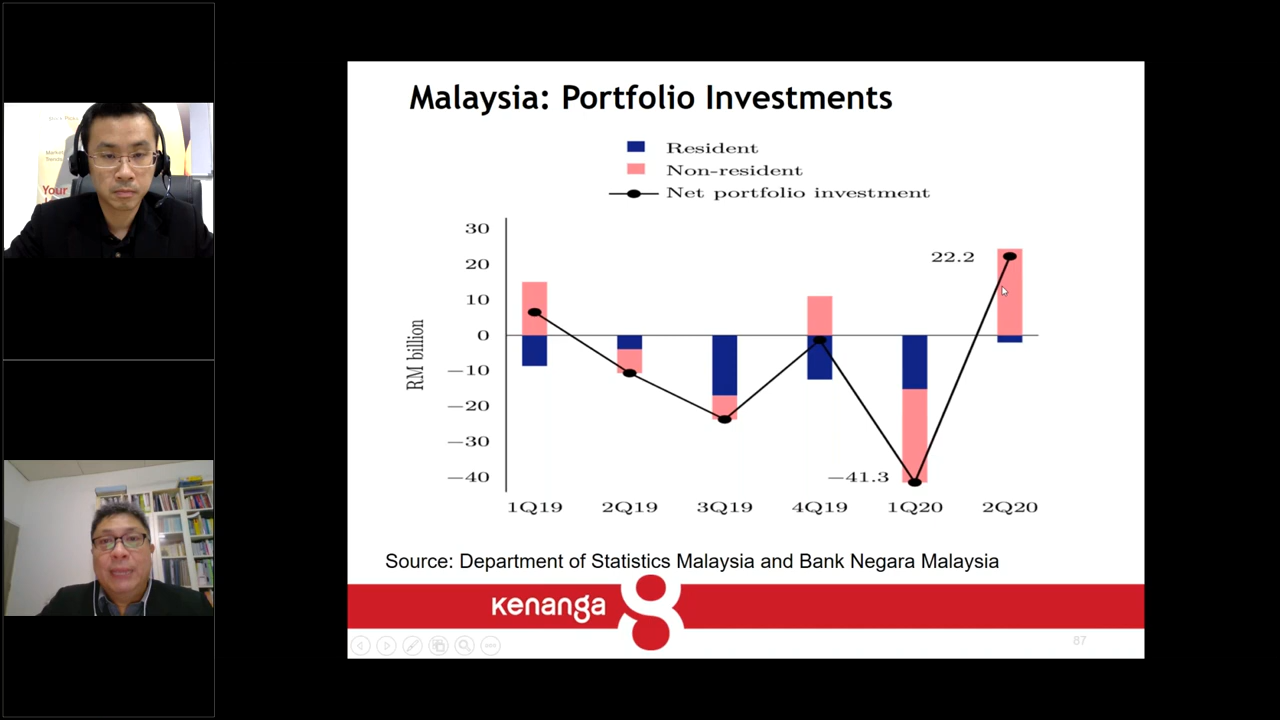 Malaysia: Portfolio Investments
Resident
Non-resident
Net portfolio investment
RM billion
30
20
10
0
−10
−20
−30
−40
22.2
−41.3
1Q19 2Q19 3Q19 4Q19 1Q20 2Q20
Source: Department of Statistics Malaysia and Bank Negara Malaysia
kenanga
87
Your